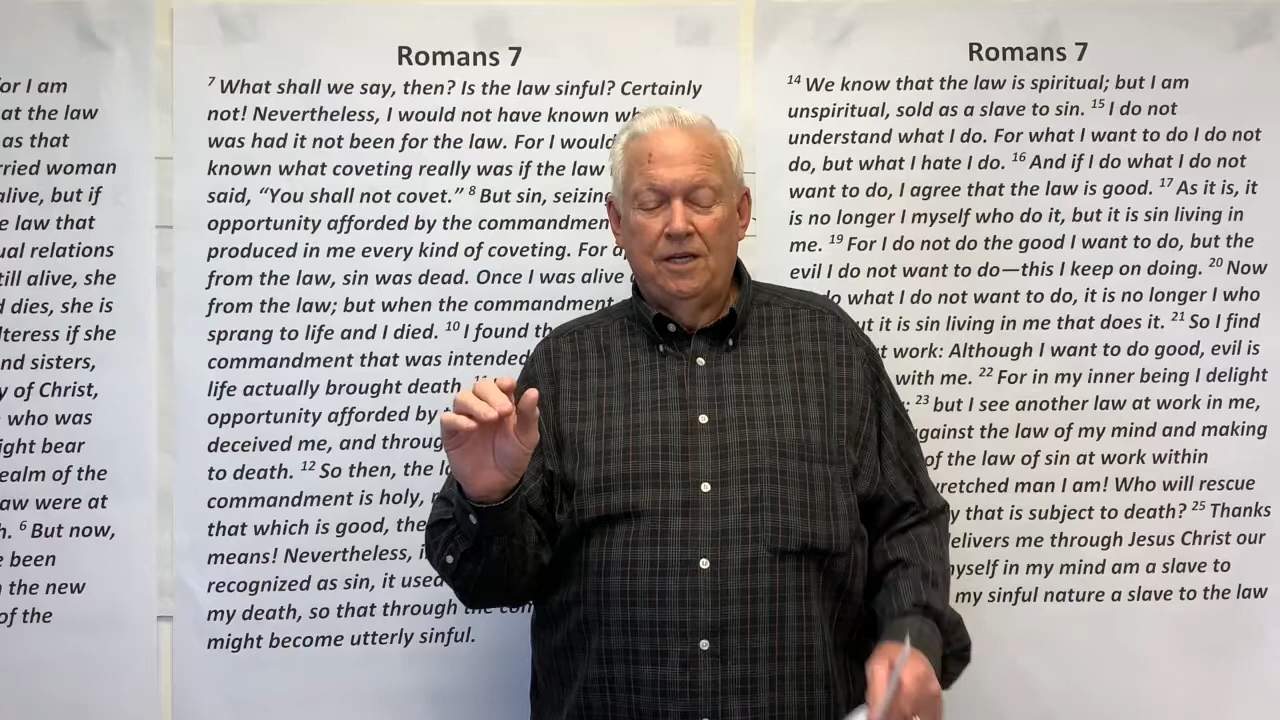 or I am
at the law
as that
rried woman
alive, but if
e law that
ual relations
till alive, she
d dies, she is
lteress if she
nd sisters,
y of Christ,
who was
ight bear
ealm of the
aw were at
h. 6 But now,
e been
n the new
of the
Romans 7
7 What shall we say, then? Is the law sinful? Certainly
not! Nevertheless, I would not have known wh
was had it not been for the law. For I would
known what coveting really was if the law
said, “You shall not covet.” 8 But sin, seizing
opportunity afforded by the commandmen
produced in me every kind of coveting. For a
from the law, sin was dead. Once I was alive
from the law; but when the commandment
sprang to life and I died. 10 I found th
commandment that was intended
life actually brought death. 11
opportunity afforded by t
deceived me, and throug
to death. 12 So then, the l
commandment is holy,
that which is good, the
means! Nevertheless, i
recognized as sin, it used
my death, so that through the com
might become utterly sinful.
Romans 7
14 We know that the law is spiritual; but I am
unspiritual, sold as a slave to sin. 15 I do not
understand what I do. For what I want to do I do not
do, but what I hate I do. 16 And if I do what I do not
want to do, I agree that the law is good. 17 As it is, it
is no longer I myself who do it, but it is sin living in
me. 19 For I do not do the good I want to do, but the
evil I do not want to do—this I keep on doing. 20 Now
do what I do not want to do, it is no longer I who
ut it is sin living in me that does it. 21 So I find
t work: Although I want to do good, evil is
with me. 22 For in my inner being I delight
; 23 but I see another law at work in me,
gainst the law of my mind and making
of the law of sin at work within
wretched man I am! Who will rescue
y that is subject to death? 25 Thanks
delivers me through Jesus Christ our
myself in my mind am a slave to
my sinful nature a slave to the law